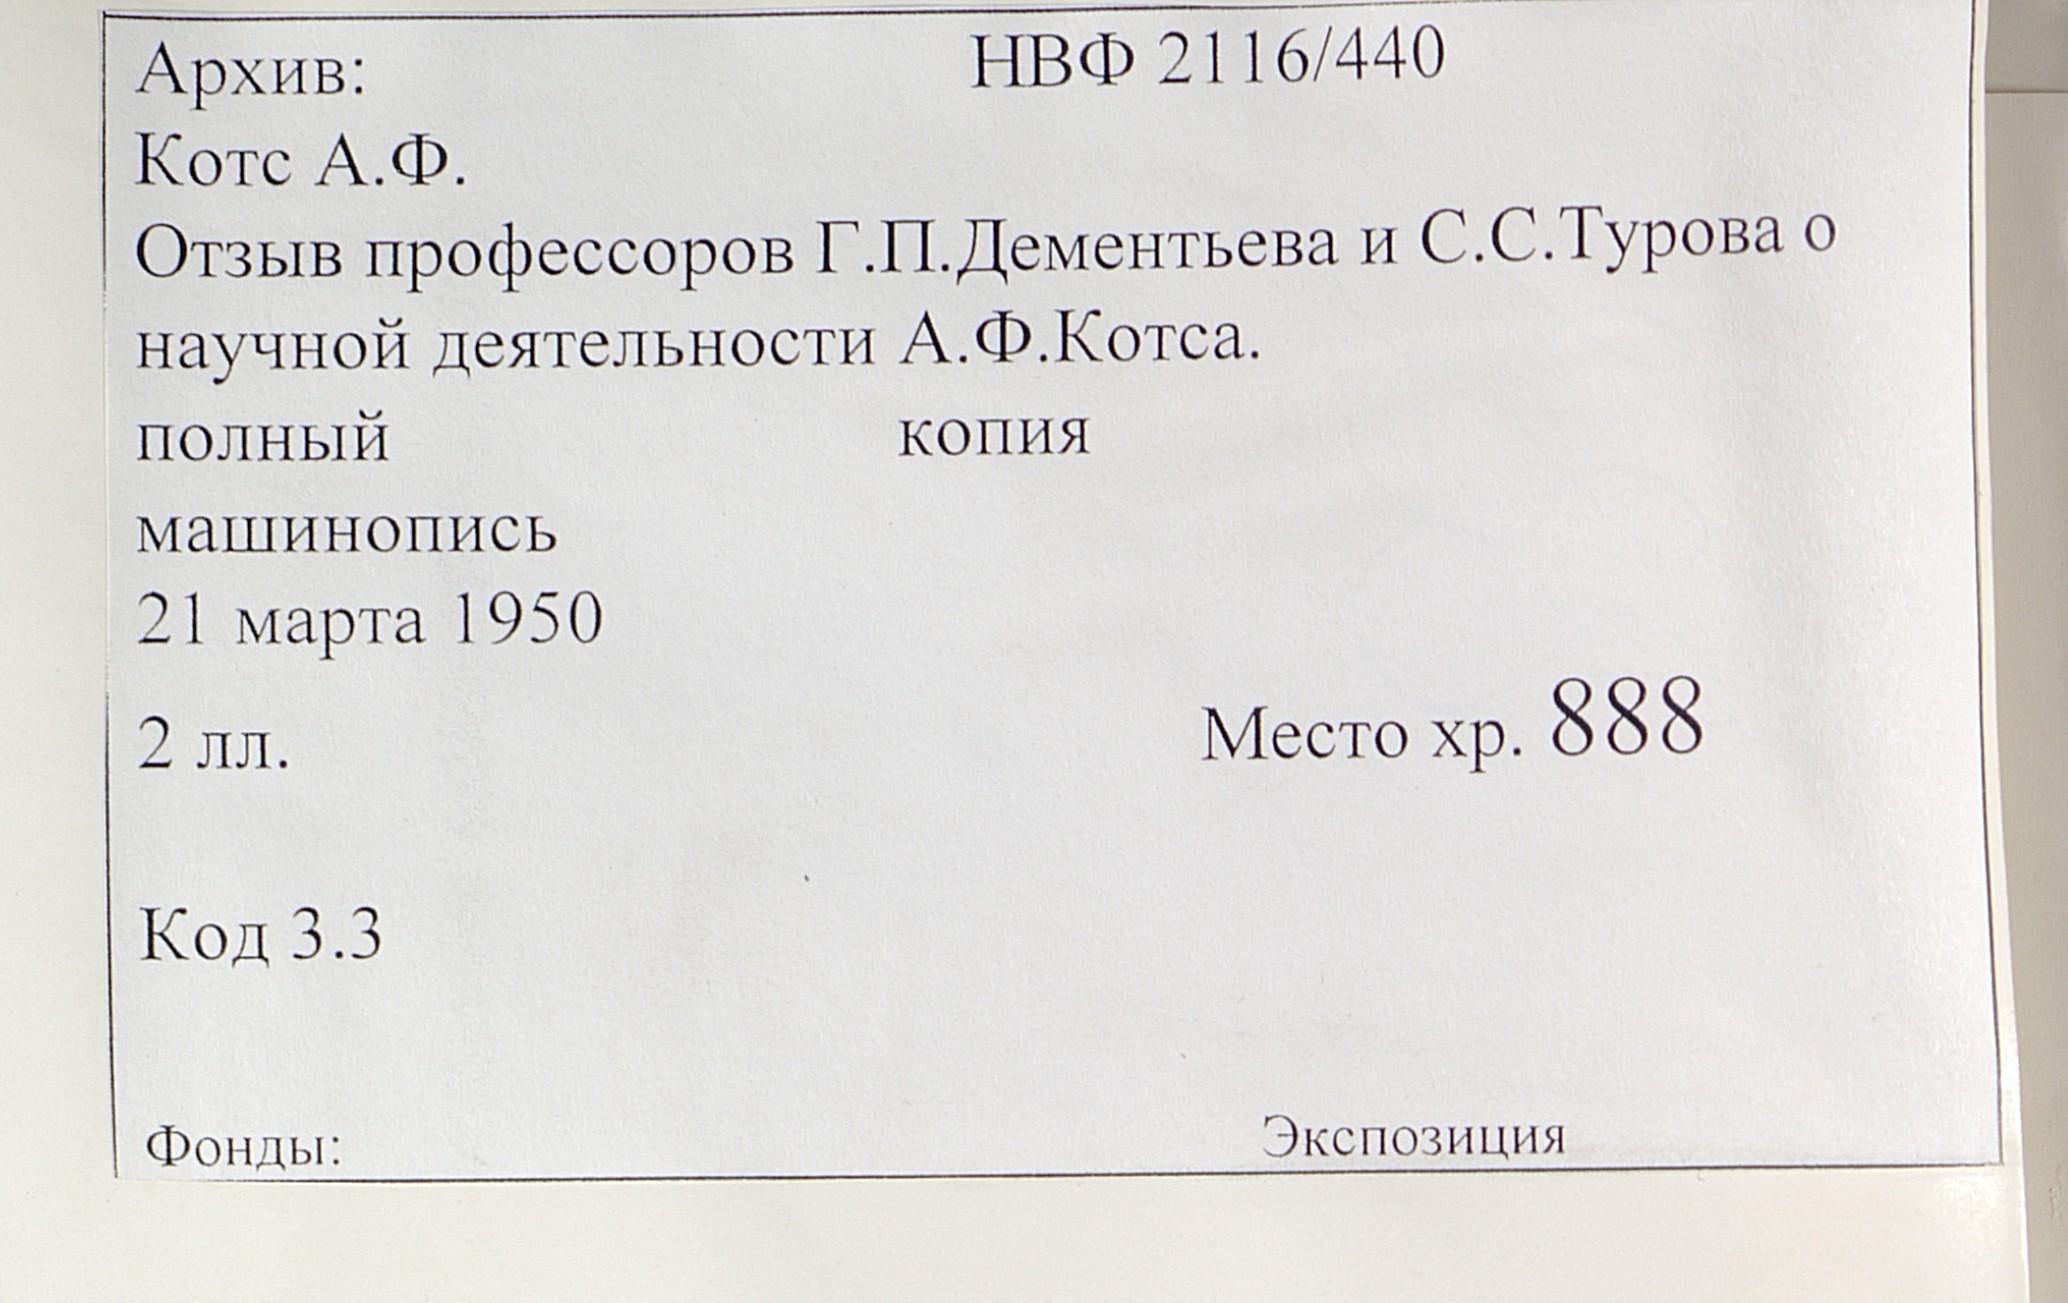 Архив: НВФ 2116/440
Котс А.Ф.
Отзыв профессоров Г.П.Дементьева и С.С.Турова о
научной деятельности А.Ф.Котса.
полный копия
машинопись
21 марта 1950
2 лл. Место хр. 888
Код 3.3
Фонды: Экспозиция